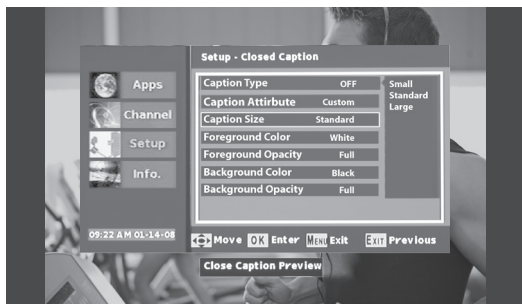 Setup - Closed Caption
Apps
Channel
Setup
Info.
Caption Type OFF
Caption Attirbute Custom
Caption Size Standard
Foreground Color White
Foreground Opacity Full
Background Color Black
Background Opacity Full
Small
Standard
Large
09:22 AM 01-14-08
Move OK Enter MENU Exit EXIT Previous
Close Caption Preview